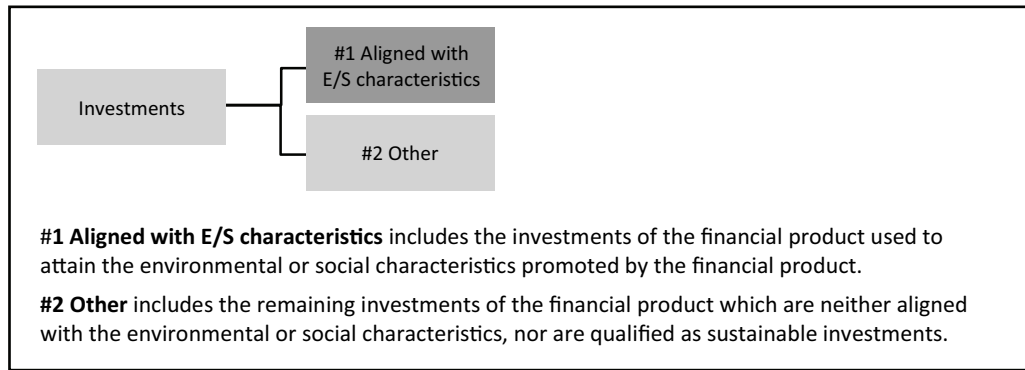 #1 Aligned with
E/S characteristics
Investments
#2 Other
#1 Aligned with E/S characteristics includes the investments of the financial product used to
attain the environmental or social characteristics promoted by the financial product.
#2 Other includes the remaining investments of the financial product which are neither aligned
with the environmental or social characteristics, nor are qualified as sustainable investments.